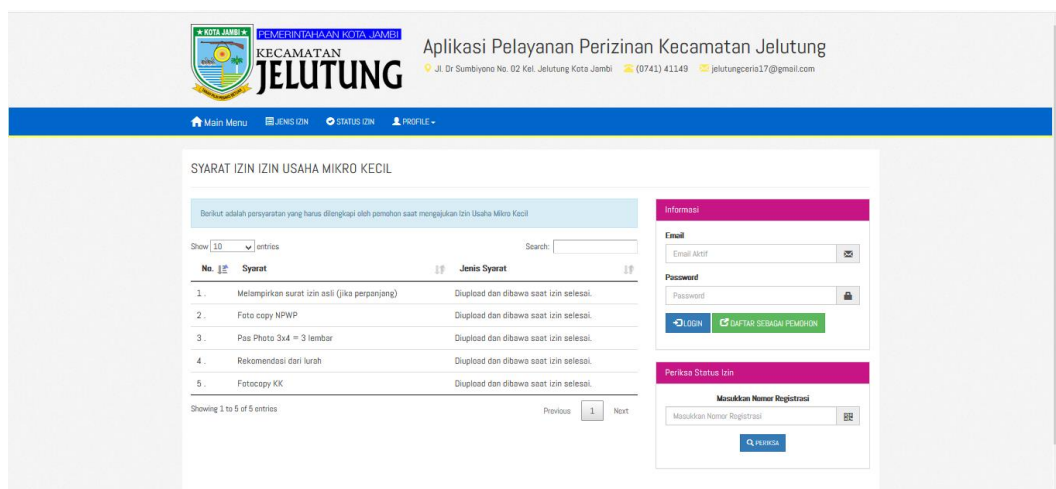 ★ KOTA JAMBI ★
PEMERINTAHAAN KOTA JAMBI
KECAMATAN
JELUTUNG
Aplikasi Pelayanan Perizinan Kecamatan Jelutung
Jl. Dr Sumbiyono No. 02 Kel. Jelutung Kota Jambi (0741) 41149 jelutungceria17@gmail.com
Main Menu JENIS IZIN STATUS IZIN PROFILE
SYARAT IZIN IZIN USAHA MIKRO KECIL
Berikut adalah persyaratan yang harus dilengkapi oleh pemohon saat mengajukan Izin Usaha Mikro Kecil
Show 10 entries Search:
No. Syarat Jenis Syarat
1 . Melampirkan surat izin asli (jika perpanjang) Diupload dan dibawa saat izin selesai.
2 . Foto copy NPWP Diupload dan dibawa saat izin selesai.
3 . Pas Photo 3x4 = 3 lembar Diupload dan dibawa saat izin selesai.
4 . Rekomendasi dari lurah Diupload dan dibawa saat izin selesai.
5 . Fotocopy KK Diupload dan dibawa saat izin selesai.
Showing 1 to 5 of 5 entries Previous 1 Next
Informasi
Email
Email Aktif
Password
Password
LOGIN DAFTAR SEBAGAI PEMOHON
Periksa Status Izin
Masukkan Nomor Registrasi
Masukkan Nomor Registrasi
PERIKSA